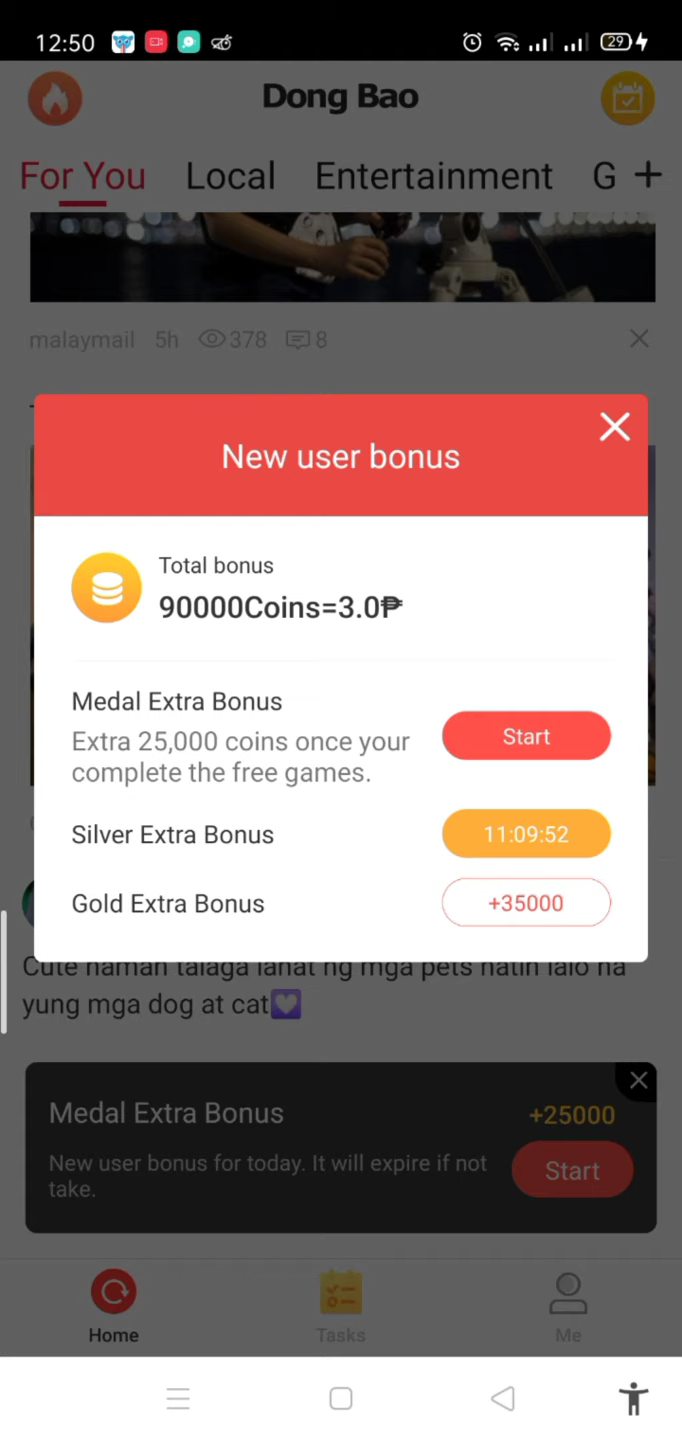 12:50
29
Dong Bao
For You Local Entertainment G +
malaymail 5h 378 8
New user bonus
Total bonus
90000Coins=3.0₱
Medal Extra Bonus
Extra 25,000 coins once your
complete the free games.
Start
Silver Extra Bonus
11:09:52
Gold Extra Bonus
+35000
Cute naman talaga lahat ng mga pets natin lalo na
yung mga dog at cat💜
Medal Extra Bonus
+25000
New user bonus for today. It will expire if not
take.
Start
Home Tasks Me